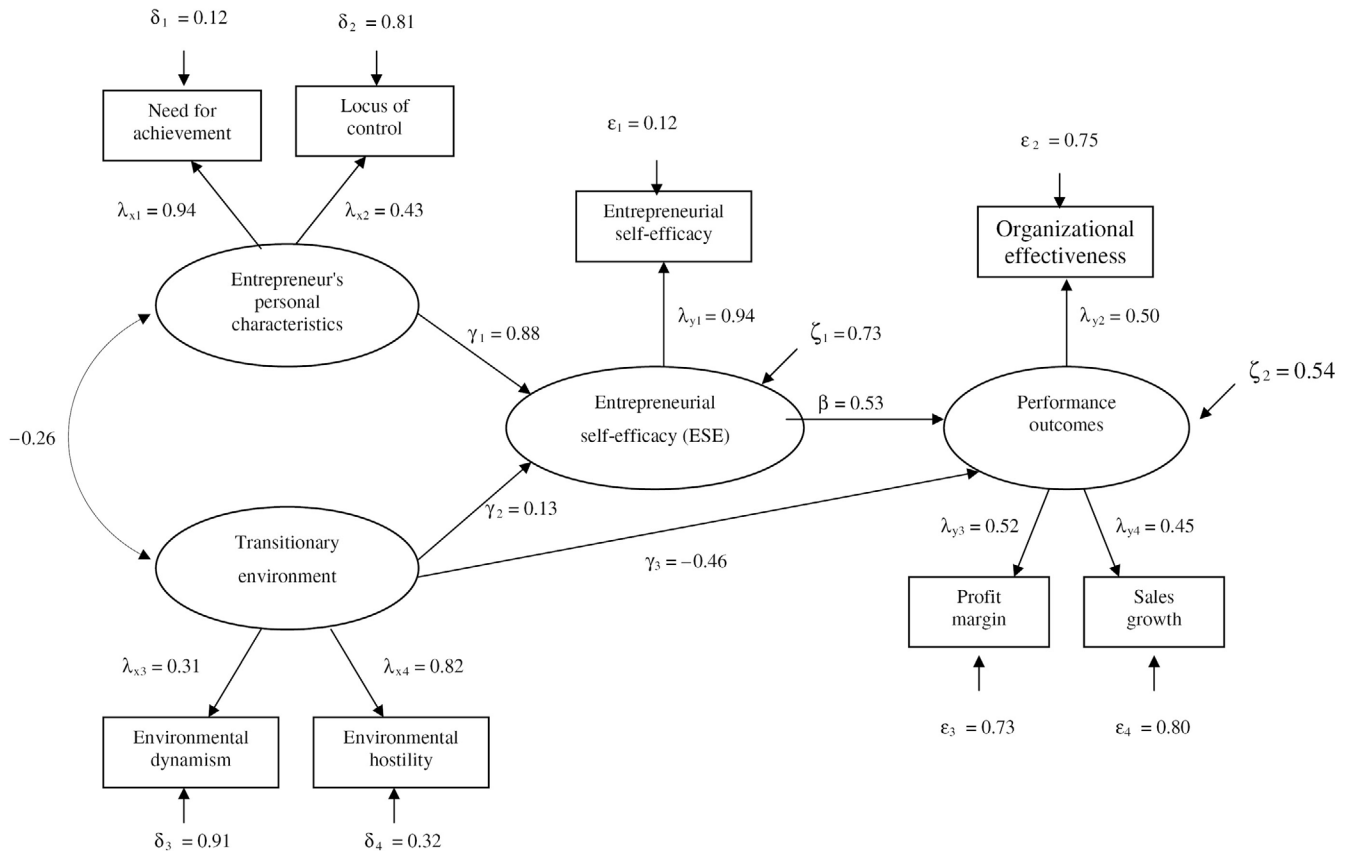 δ1 = 0.12
δ2 = 0.81
Need for
achievement
Locus of
control
λx1 = 0.94
λx2 = 0.43
ε1 = 0.12
ε2 = 0.75
Entrepreneurial
self-efficacy
Organizational
effectiveness
Entrepreneur's
personal
characteristics
γ1 = 0.88
λy1 = 0.94
ζ1 = 0.73
λy2 = 0.50
ζ2 = 0.54
−0.26
Entrepreneurial
self-efficacy (ESE)
β = 0.53
Performance
outcomes
Transitionary
environment
γ2 = 0.13
γ3 = −0.46
λy3 = 0.52
λy4 = 0.45
Profit
margin
Sales
growth
λx3 = 0.31
λx4 = 0.82
Environmental
dynamism
Environmental
hostility
ε3 = 0.73
ε4 = 0.80
δ3 = 0.91
δ4 = 0.32